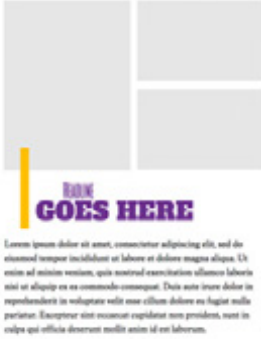 HEADLINE
GOES HERE
Lorem ipsum dolor sit amet, consectetur adipiscing elit, sed do
eiusmod tempor incididunt ut labore et dolore magna aliqua. Ut
enim ad minim veniam, quis nostrud exercitation ullamco laboris
nisi ut aliquip ex ea commodo consequat. Duis aute irure dolor in
reprehenderit in voluptate velit esse cillum dolore eu fugiat nulla
pariatur. Excepteur sint occaecat cupidatat non proident, sunt in
culpa qui officia deserunt mollit anim id est laborum.